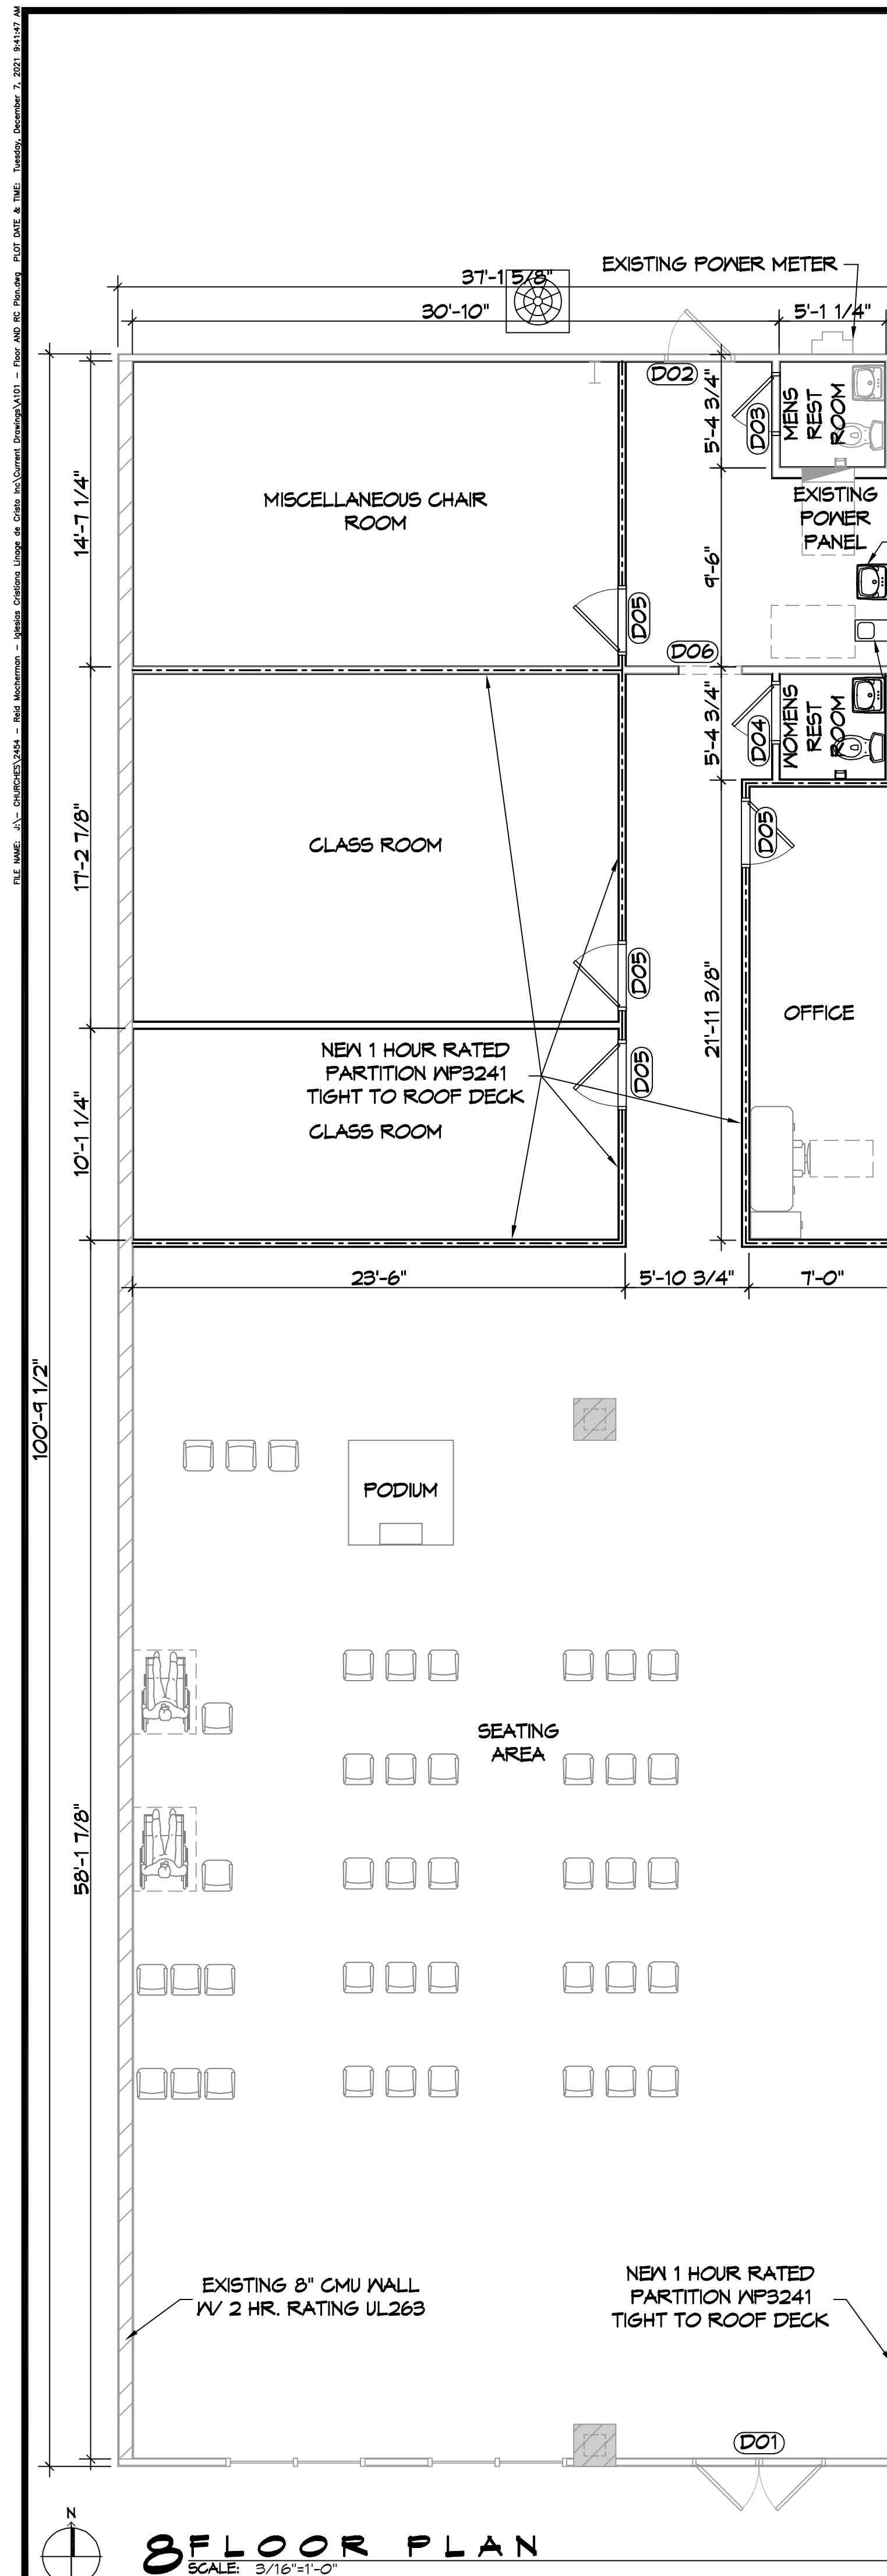 FILE NAME: J:\- CHURCHES\2454 - Reid Mocherman - Iglesias Cristiana Linage de Cristo Inc\Current Drawings\A101 - Floor AND RC Plan.dwg PLOT DATE & TIME: Tuesday, December 7, 2021 9:41:47 AM
EXISTING POWER METER
37'-1 5/8"
30'-10"
5'-1 1/4"
D02
5'-4 3/4"
D03
MENS
REST
ROOM
14'-7 1/4"
MISCELLANEOUS CHAIR
ROOM
EXISTING
POWER
PANEL
9'-6"
D05
D06
5'-4 3/4"
D04
WOMENS
REST
ROOM
17'-2 7/8"
CLASS ROOM
D05
D05
21'-11 3/8"
OFFICE
NEW 1 HOUR RATED
PARTITION WP3241
TIGHT TO ROOF DECK
D05
10'-1 1/4"
CLASS ROOM
23'-6"
5'-10 3/4"
7'-0"
100'-9 1/2"
PODIUM
SEATING
AREA
58'-1 7/8"
EXISTING 8" CMU WALL
W/ 2 HR. RATING UL263
NEW 1 HOUR RATED
PARTITION WP3241
TIGHT TO ROOF DECK
D01
N
8 FLOOR PLAN
SCALE: 3/16"=1'-0"